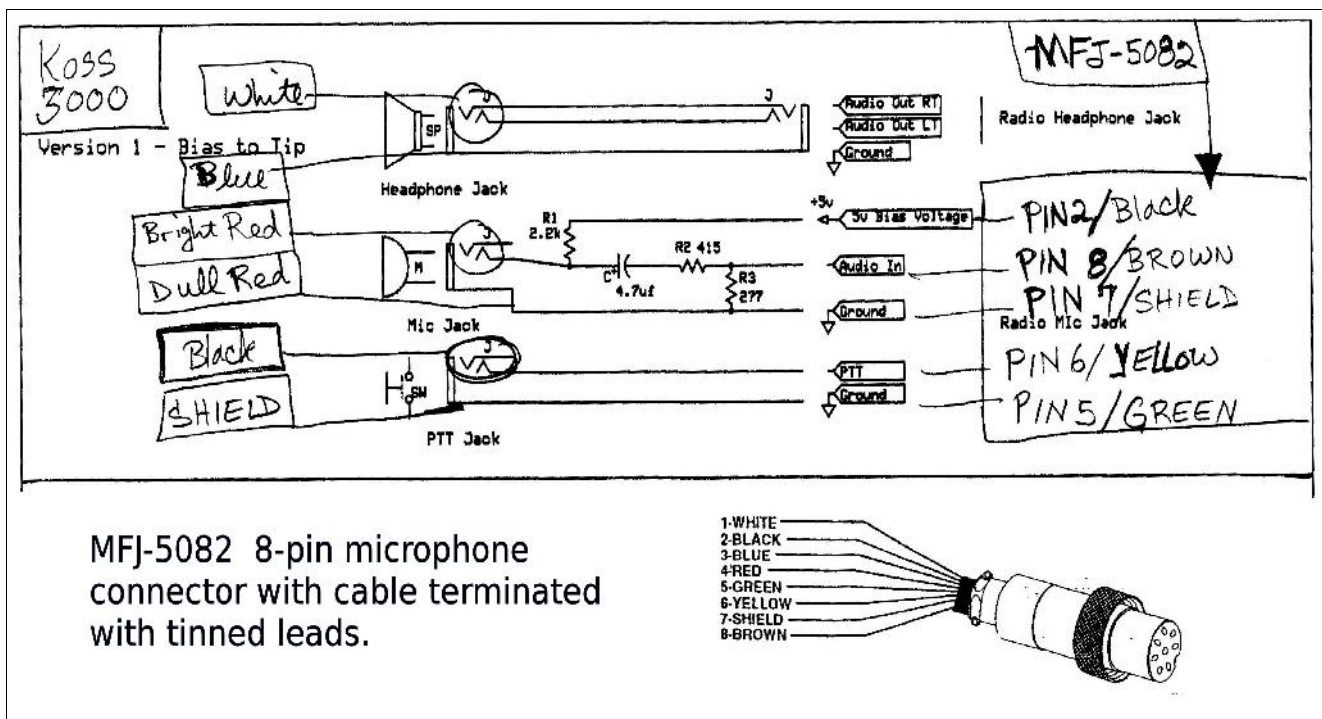 Koss
3000
White
MFJ-5082
J
J
SP
Audio Out RT
Audio Out LT
Ground
Radio Headphone Jack
Version 1 - Bias to Tip
Blue
Headphone Jack
+5v
5v Bias Voltage
PIN2/Black
Bright Red
R1
2.2k
J
M
R2 415
C+
4.7uf
Audio In
PIN 8/BROWN
Dull Red
R3
277
Ground
PIN 7/SHIELD
Radio Mic Jack
Mic Jack
Black
J
PTT
PIN 6/YELLOW
SW
SHIELD
Ground
PIN5/GREEN
PTT Jack
MFJ-5082 8-pin microphone
connector with cable terminated
with tinned leads.
1-WHITE
2-BLACK
3-BLUE
4-RED
5-GREEN
6-YELLOW
7-SHIELD
8-BROWN